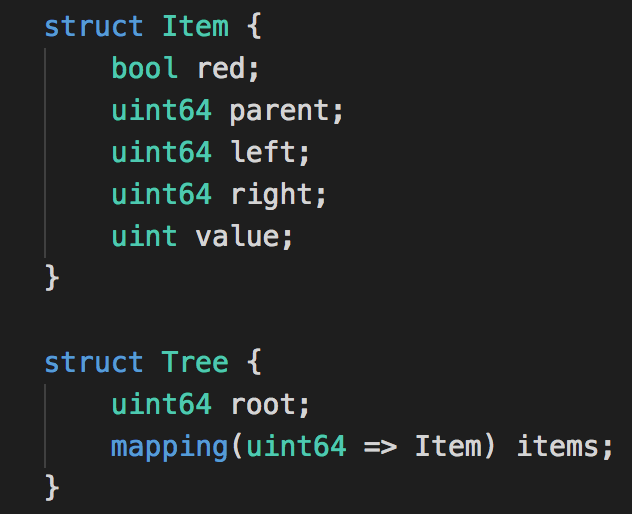 struct Item {
    bool red;
    uint64 parent;
    uint64 left;
    uint64 right;
    uint value;
}

struct Tree {
    uint64 root;
    mapping(uint64 => Item) items;
}